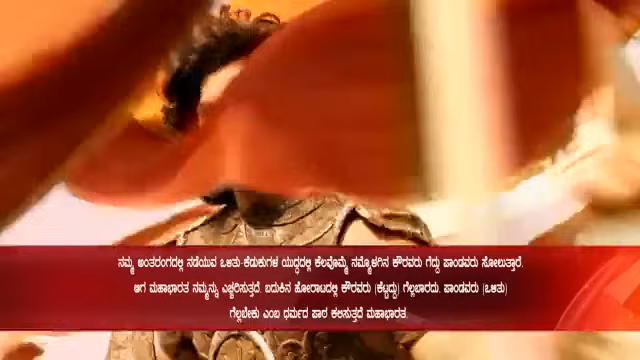 ನಮ್ಮ ಅಂತರಂಗದಲ್ಲಿ ನಡೆಯುವ ಒಳಿತು-ಕೆಡುಕುಗಳ ಯುದ್ಧದಲ್ಲಿ ಕೆಲವೊಮ್ಮೆ ನಮ್ಮೊಳಗಿನ ಕೌರವರು ಗೆದ್ದು ಪಾಂಡವರು ಸೋಲುತ್ತಾರೆ.
ಆಗ ಮಹಾಭಾರತ ನಮ್ಮನ್ನು ಎಚ್ಚರಿಸುತ್ತದೆ. ಬದುಕಿನ ಹೋರಾಟದಲ್ಲಿ ಕೌರವರು (ಕೆಟ್ಟದ್ದು) ಗೆಲ್ಲಬಾರದು. ಪಾಂಡವರು (ಒಳಿತು)
ಗೆಲ್ಲಬೇಕು ಎಂಬ ಧರ್ಮದ ಪಾಠ ಕಲಿಸುತ್ತದೆ ಮಹಾಭಾರತ.